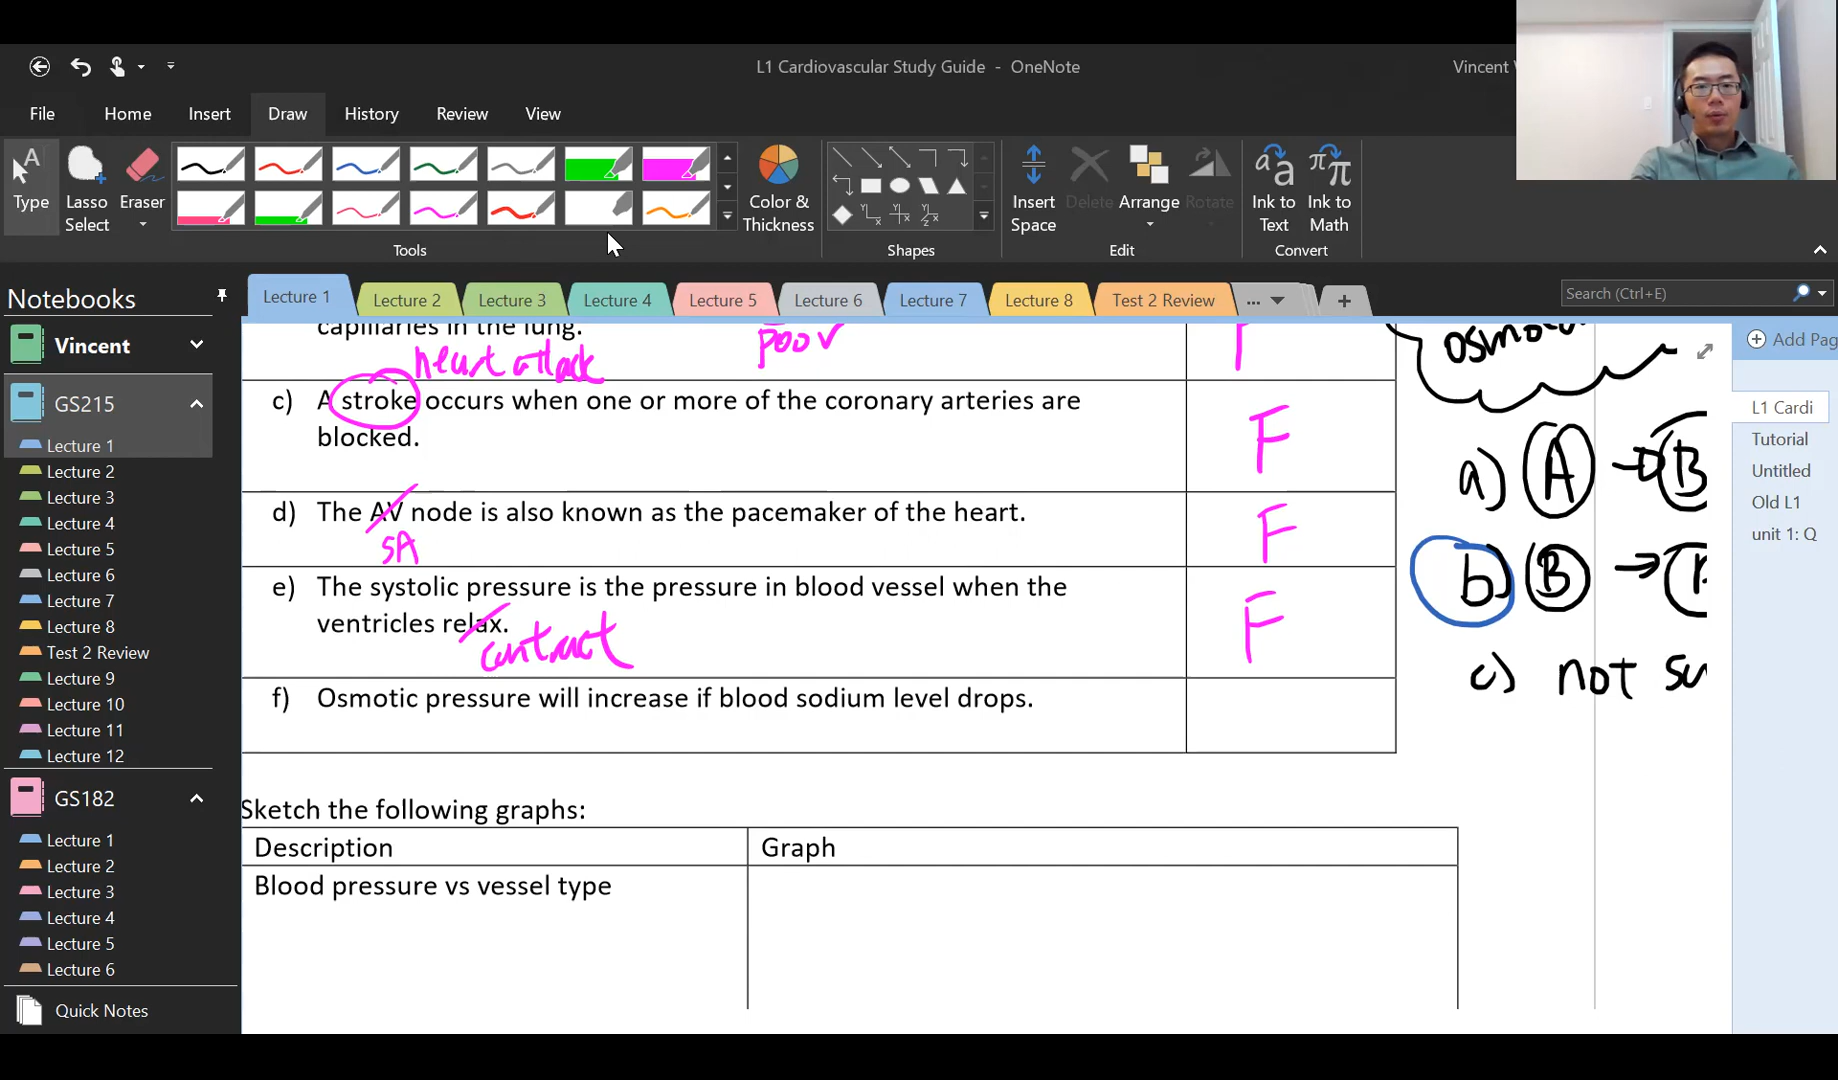 L1 Cardiovascular Study Guide - OneNote
Vincent
File Home Insert Draw History Review View
Type
Lasso Select
Eraser
Color & Thickness
Insert Space
Delete
Arrange
Rotate
Ink to Text
Ink to Math
Tools
Shapes
Edit
Convert
Notebooks
Lecture 1 Lecture 2 Lecture 3 Lecture 4 Lecture 5 Lecture 6 Lecture 7 Lecture 8 Test 2 Review ...
Search (Ctrl+E)
Vincent
GS215
Lecture 1
Lecture 2
Lecture 3
Lecture 4
Lecture 5
Lecture 6
Lecture 7
Lecture 8
Test 2 Review
Lecture 9
Lecture 10
Lecture 11
Lecture 12
GS182
Lecture 1
Lecture 2
Lecture 3
Lecture 4
Lecture 5
Lecture 6
Quick Notes
capillaries in the lung.
poor
F
heart attack
c) A stroke occurs when one or more of the coronary arteries are
blocked.
F
d) The AV node is also known as the pacemaker of the heart.
SA
F
e) The systolic pressure is the pressure in blood vessel when the
ventricles relax.
contract
F
f) Osmotic pressure will increase if blood sodium level drops.
Sketch the following graphs:
Description Graph
Blood pressure vs vessel type
a) A → B
b) B →
c) not
Add Pag
L1 Cardi
Tutorial
Untitled
Old L1
unit 1: Q